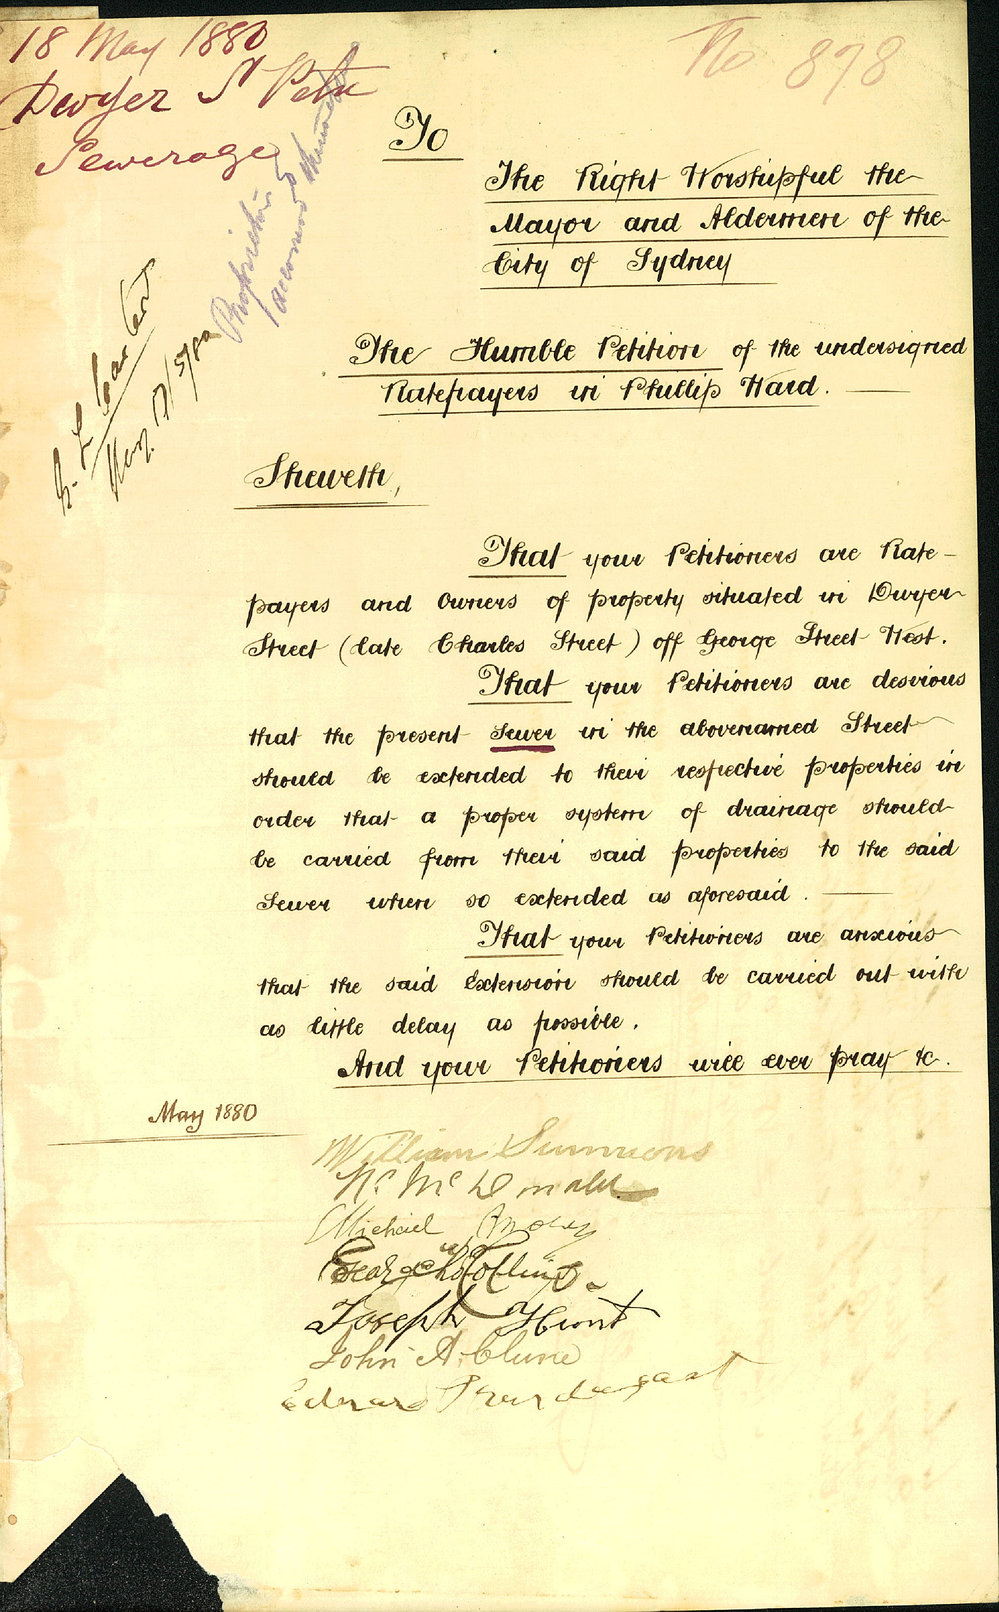 18 May 1880
No 878
Dwyer St Petn
Sewerage
To
The Right Worshipful the
Mayor and Aldermen of the
City of Sydney
The Humble Petition of the undersigned
Ratepayers in Phillip Ward.
Sheweth,
That your Petitioners are Rate-
payers and Owners of property situated in Dwyer
Street (late Charles Street) off George Street West.
That your Petitioners are desirous
that the present Sewer in the abovenamed Street
should be extended to their respective properties in
order that a proper system of drainage should
be carried from their said properties to the said
Sewer when so extended as aforesaid.
That your Petitioners are anxious
that the said Extension should be carried out with
as little delay as possible.
And your Petitioners will ever pray &c.
May 1880
William Simmons
McDonald
Michael
George Collins
Joseph Hunt
John A. Clune
Edward Prendergast